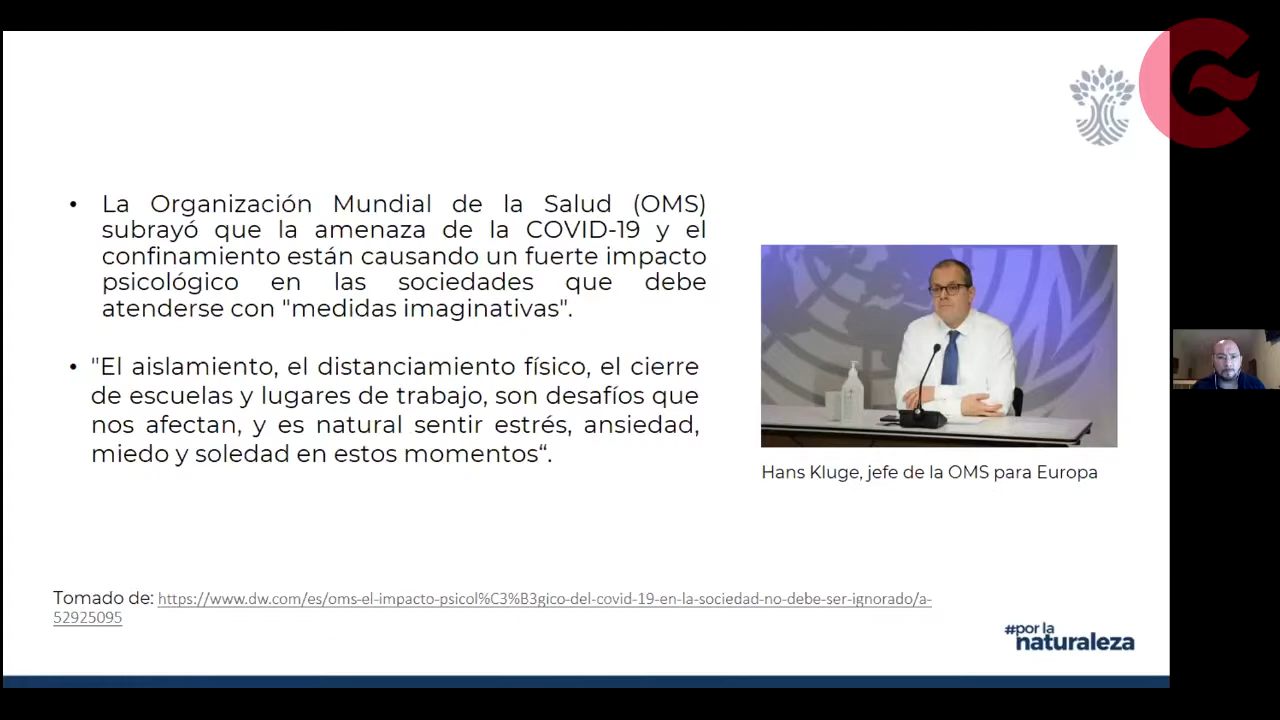 • La Organización Mundial de la Salud (OMS)
subrayó que la amenaza de la COVID-19 y el
confinamiento están causando un fuerte impacto
psicológico en las sociedades que debe
atenderse con "medidas imaginativas".
• "El aislamiento, el distanciamiento físico, el cierre
de escuelas y lugares de trabajo, son desafíos que
nos afectan, y es natural sentir estrés, ansiedad,
miedo y soledad en estos momentos“.
Hans Kluge, jefe de la OMS para Europa
Tomado de: https://www.dw.com/es/oms-el-impacto-psicol%C3%B3gico-del-covid-19-en-la-sociedad-no-debe-ser-ignorado/a-
52925095
#por la
naturaleza